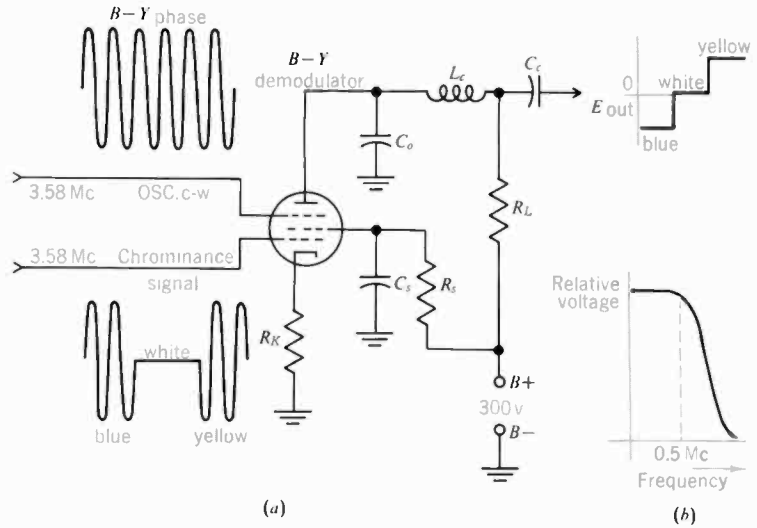 B–Y phase
B–Y
demodulator
L_c
C_c
yellow
0
white
E out
blue
C_o
3.58 Mc OSC.c-w
R_L
3.58 Mc Chrominance
signal
C_s
R_s
Relative
voltage
R_K
white
B+
300 v
B–
blue yellow
0.5 Mc
Frequency
(a)
(b)